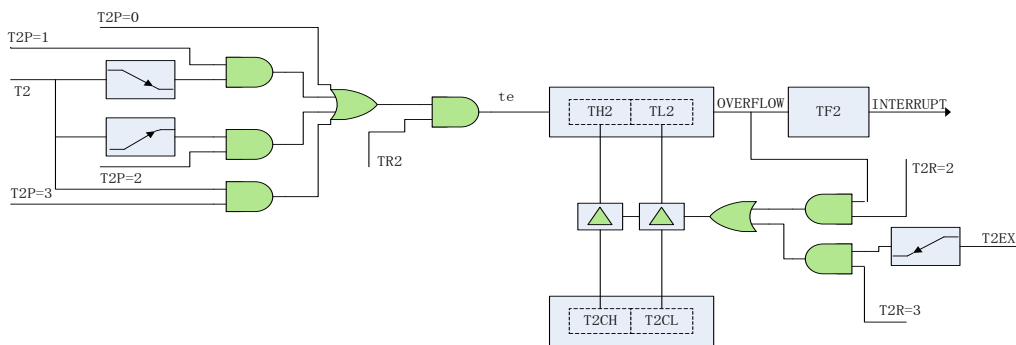 T2P=0
T2P=1
T2
T2P=2
T2P=3
TR2
te
TH2 TL2
OVERFLOW
TF2
INTERRUPT
T2R=2
T2EX
T2R=3
T2CH T2CL